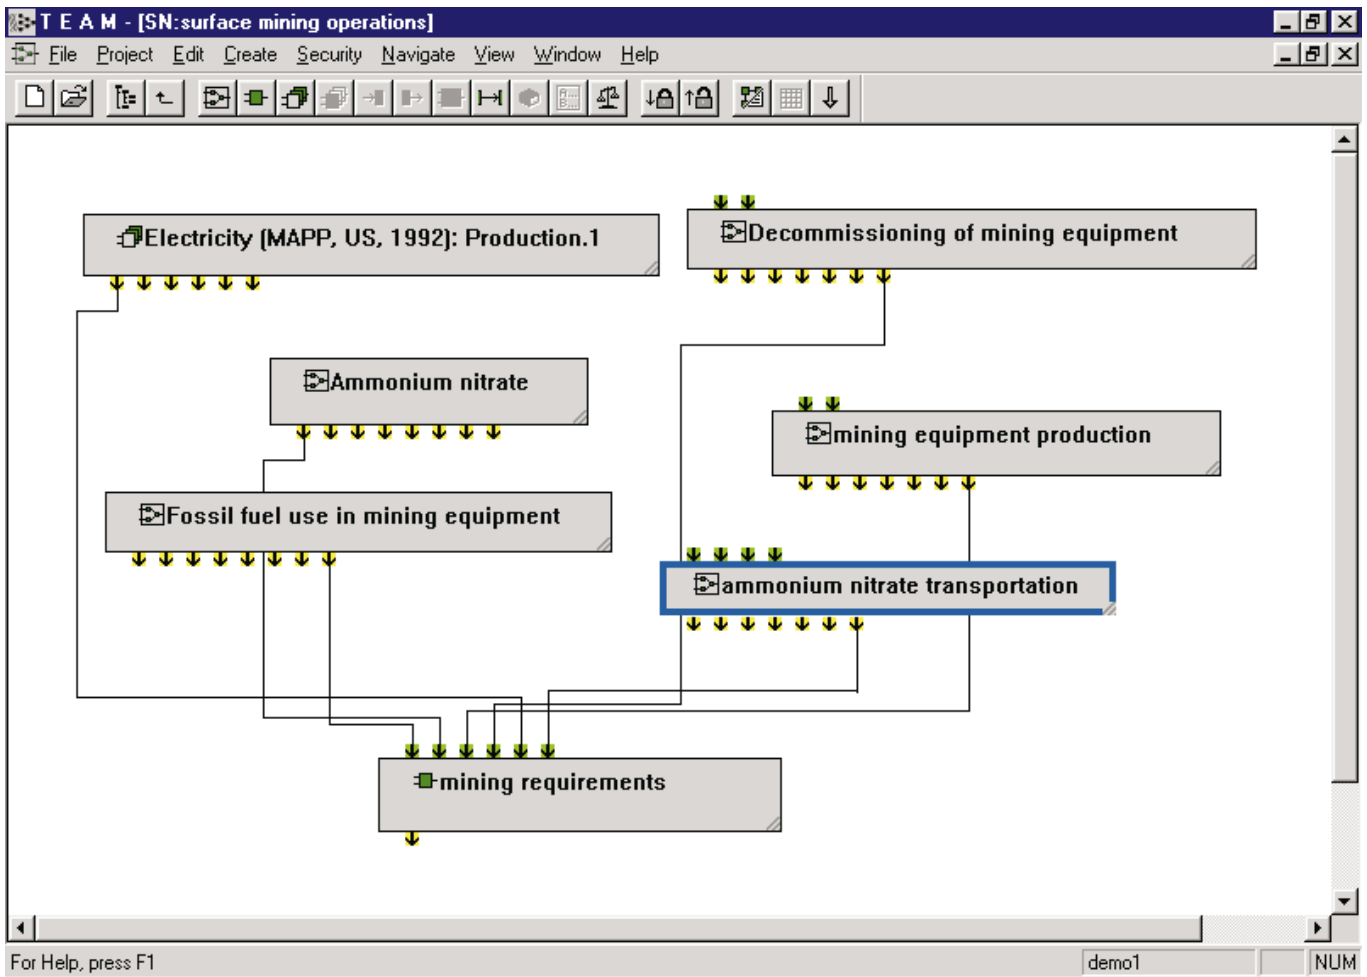 T E A M - [SN:surface mining operations]
File Project Edit Create Security Navigate View Window Help
Electricity (MAPP, US, 1992): Production.1
Decommissioning of mining equipment
Ammonium nitrate
mining equipment production
Fossil fuel use in mining equipment
ammonium nitrate transportation
mining requirements
For Help, press F1
demo1
NUM